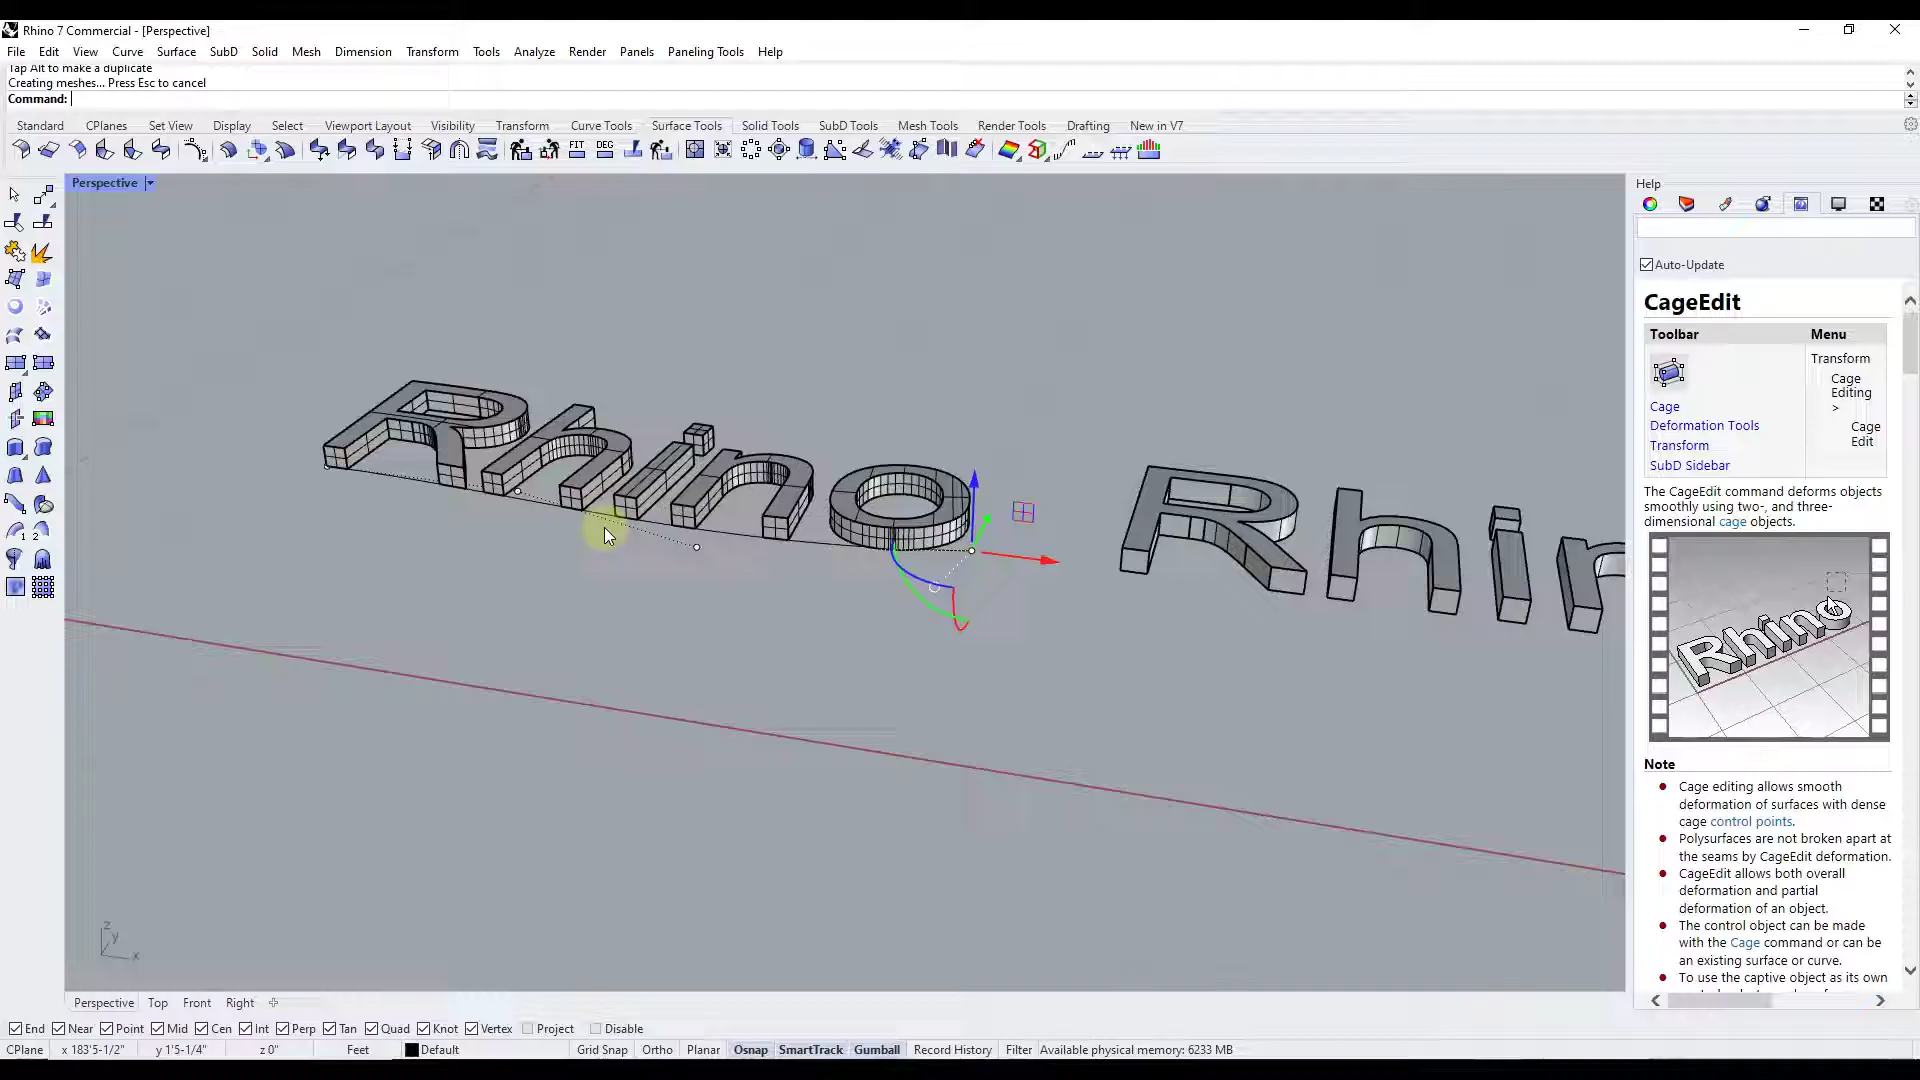 Rhino 7 Commercial - [Perspective]
File Edit View Curve Surface SubD Solid Mesh Dimension Transform Tools Analyze Render Panels Paneling Tools Help
Tap Alt to make a duplicate
Creating meshes... Press Esc to cancel
Command:
Standard CPlanes Set View Display Select Viewport Layout Visibility Transform Curve Tools Surface Tools Solid Tools SubD Tools Mesh Tools Render Tools Drafting New in V7
FIT DEG
Perspective
Rhino Rhin
z
y
x
Help
Auto-Update
CageEdit
Toolbar Menu
Transform
Cage
Editing
>
Cage
Edit
Cage
Deformation Tools
Transform
SubD Sidebar
The CageEdit command deforms objects
smoothly using two-, and three-
dimensional cage objects.
Rhino
Note
Cage editing allows smooth
deformation of surfaces with dense
cage control points.
Polysurfaces are not broken apart at
the seams by CageEdit deformation.
CageEdit allows both overall
deformation and partial
deformation of an object.
The control object can be made
with the Cage command or can be
an existing surface or curve.
To use the captive object as its own
Perspective Top Front Right
End Near Point Mid Cen Int Perp Tan Quad Knot Vertex Project Disable
CPlane x 183'5-1/2" y 1'5-1/4" z 0" Feet Default Grid Snap Ortho Planar Osnap SmartTrack Gumball Record History Filter Available physical memory: 6233 MB